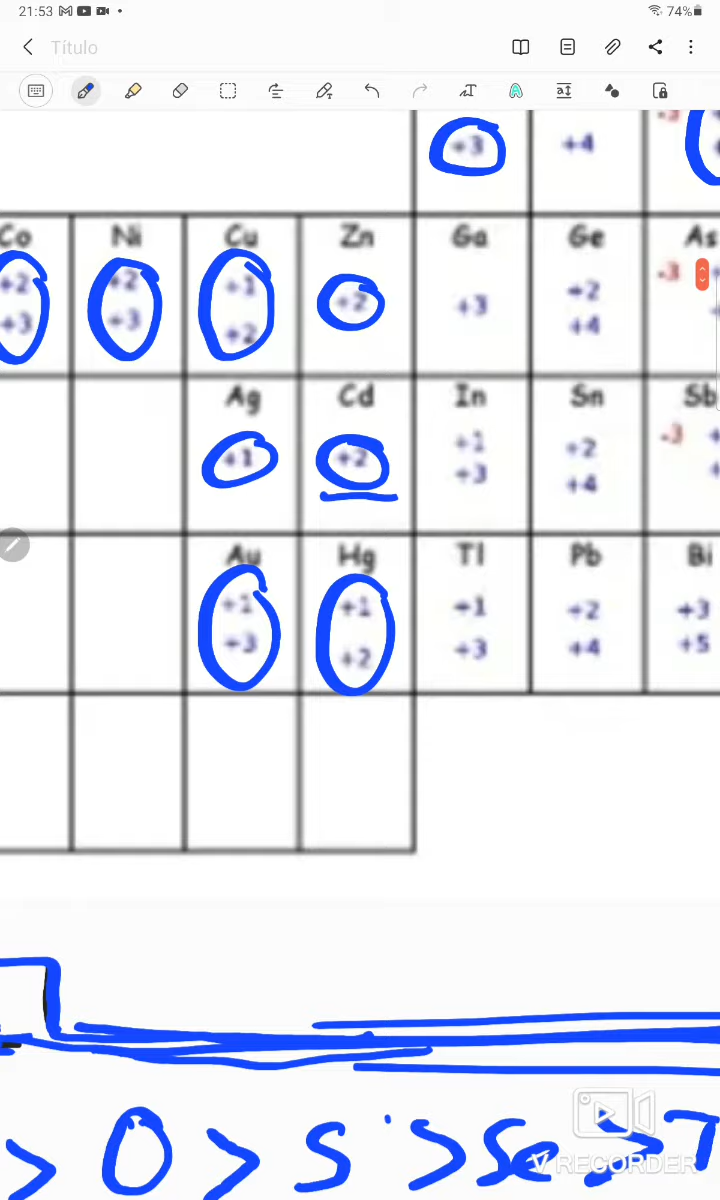 21:53 74%
Título
+3 +4 -3
Co Ni Cu Zn Ga Ge As
+2 +2 +1 +2 +3 +2 -3
+3 +3 +2 +4
Ag Cd In Sn Sb
+1 +2 +1 +2 -3
+3 +4
Au Hg Tl Pb Bi
+1 +1 +1 +2 +3
+3 +2 +3 +4 +5
> O > S > Se > T
V RECORDER